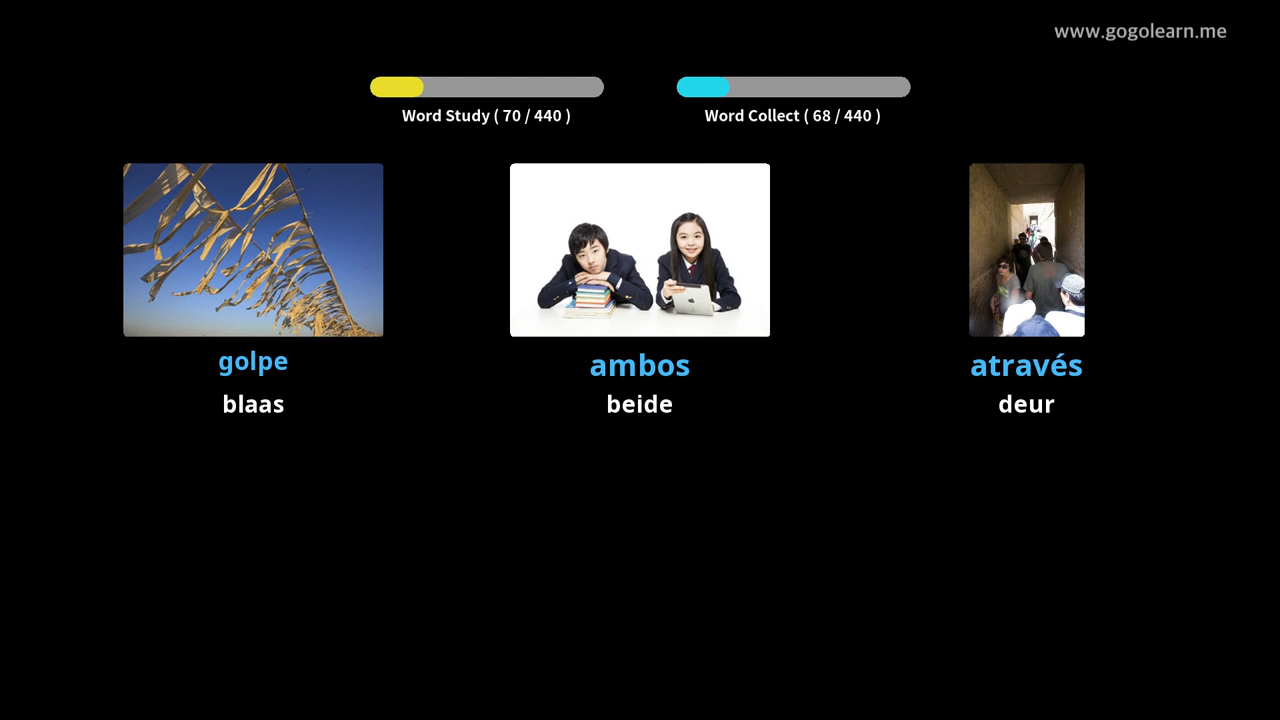 www.gogolearn.me
Word Study ( 70 / 440 )
Word Collect ( 68 / 440 )
golpe
blaas
ambos
beide
através
deur